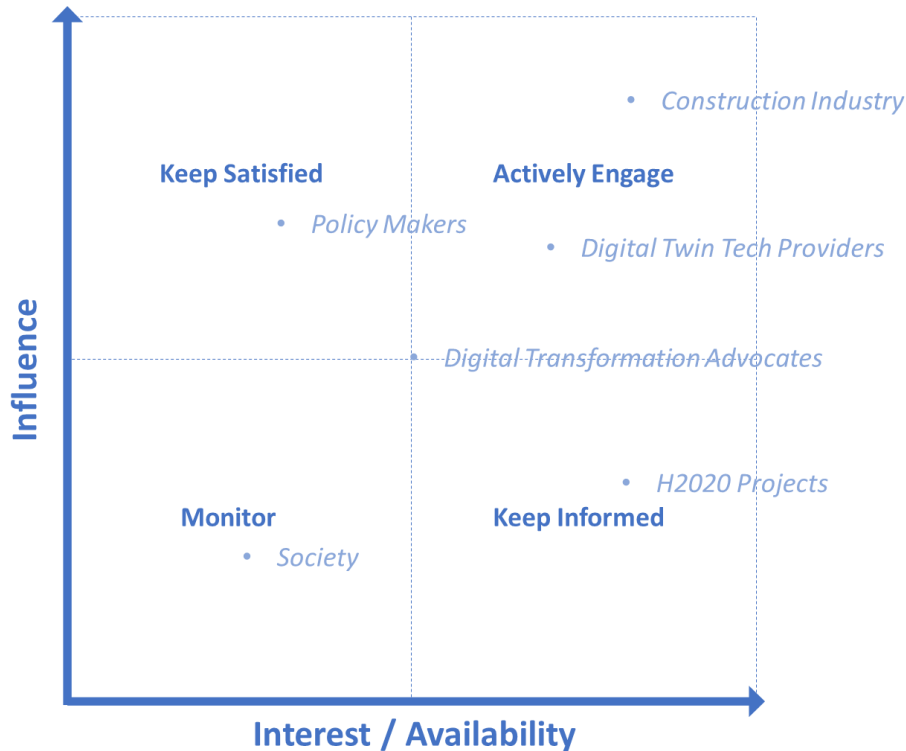 Construction Industry
Keep Satisfied
Actively Engage
Policy Makers
Digital Twin Tech Providers
Influence
Digital Transformation Advocates
H2020 Projects
Monitor
Keep Informed
Society
Interest / Availability